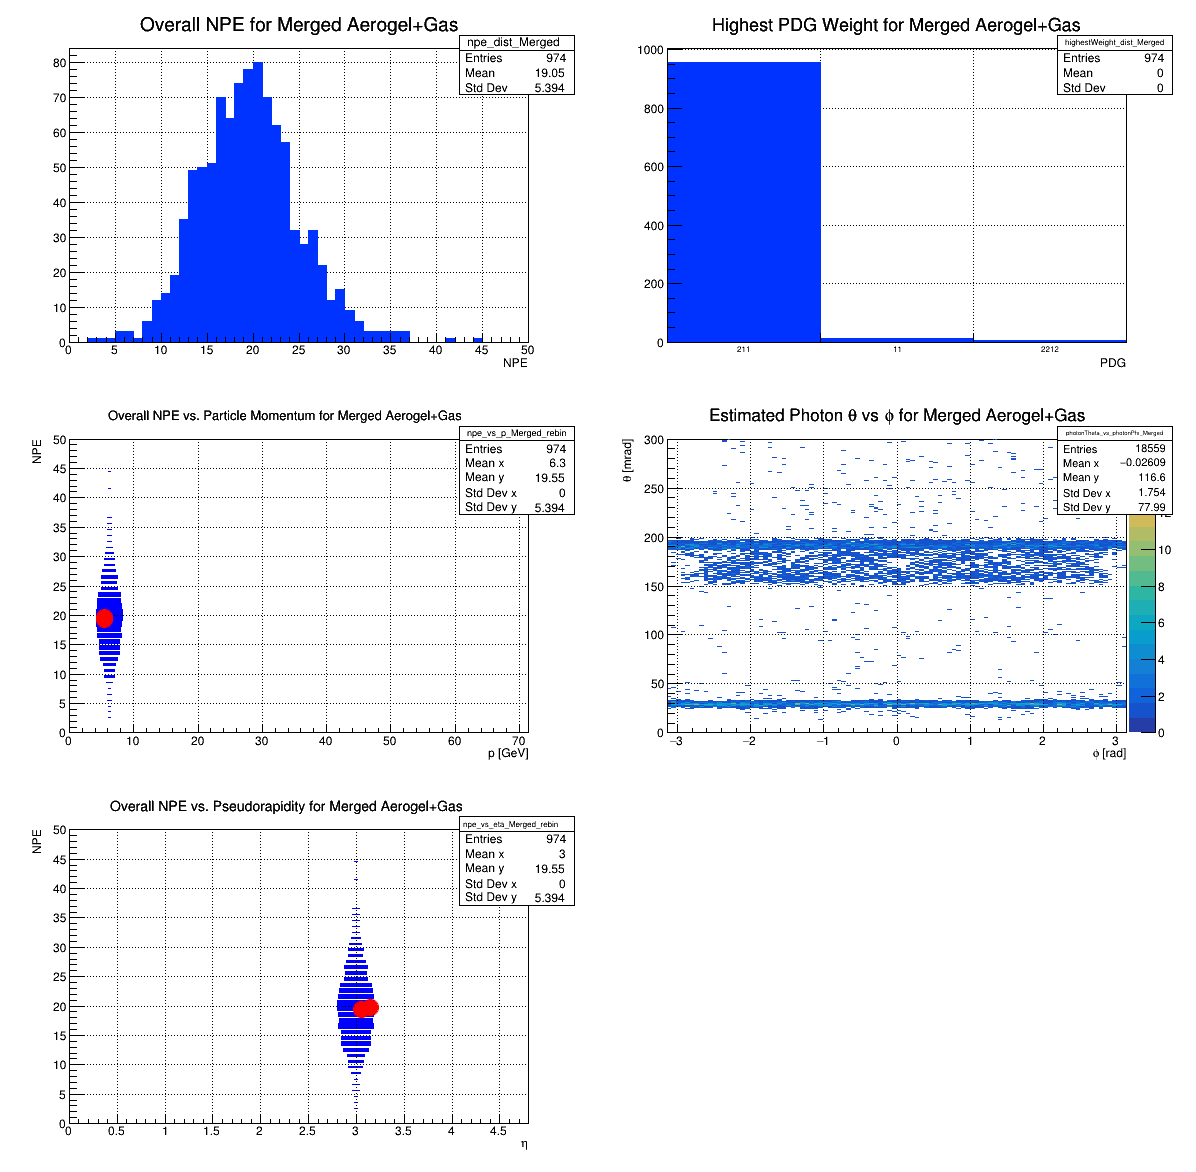 Overall NPE for Merged Aerogel+Gas
npe_dist_Merged
Entries 974
Mean 19.05
Std Dev 5.394
80
70
60
50
40
30
20
10
0
0 5 10 15 20 25 30 35 40 45 50
NPE
Highest PDG Weight for Merged Aerogel+Gas
highestWeight_dist_Merged
Entries 974
Mean 0
Std Dev 0
1000
800
600
400
200
0
211 11 2212
PDG
Overall NPE vs. Particle Momentum for Merged Aerogel+Gas
npe_vs_p_Merged_rebin
Entries 974
Mean x 6.3
Mean y 19.55
Std Dev x 0
Std Dev y 5.394
NPE
50
45
40
35
30
25
20
15
10
5
0
0 10 20 30 40 50 60 70
p [GeV]
Estimated Photon θ vs ϕ for Merged Aerogel+Gas
photonTheta_vs_photonPhi_Merged
Entries 18559
Mean x −0.02609
Mean y 116.6
Std Dev x 1.754
Std Dev y 77.99
θ [mrad]
300
250
200
150
100
50
0
−3 −2 −1 0 1 2 3
ϕ [rad]
10
8
6
4
2
0
Overall NPE vs. Pseudorapidity for Merged Aerogel+Gas
npe_vs_eta_Merged_rebin
Entries 974
Mean x 3
Mean y 19.55
Std Dev x 0
Std Dev y 5.394
NPE
50
45
40
35
30
25
20
15
10
5
0
0 0.5 1 1.5 2 2.5 3 3.5 4 4.5
η